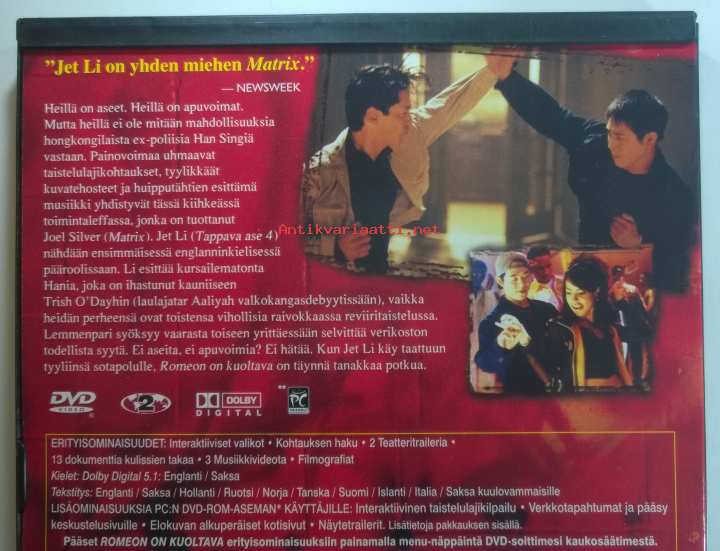 ”Jet Li on yhden miehen Matrix.”
— NEWSWEEK
Heillä on aseet. Heillä on apuvoimat.
Mutta heillä ei ole mitään mahdollisuuksia
hongkongilaista ex-poliisia Han Singiä
vastaan. Painovoimaa uhmaavat
taistelulajikohtaukset, tyylikkäät
kuvatehosteet ja huipputähtien esittämä
musiikki yhdistyvät tässä kiihkeässä
toimintaleffassa, jonka on tuottanut
Joel Silver (Matrix). Jet Li (Tappava ase 4)
nähdään ensimmäisessä englanninkielisessä
pääroolissaan. Li esittää kursailematonta
Hania, joka on ihastunut kauniiseen
Trish O’Dayhin (laulajatar Aaliyah valkokangasdebyytissään), vaikka
heidän perheensä ovat toistensa vihollisia raivokkaassa reviiritaistelussa.
Lemmenpari syöksyy vaarasta toiseen yrittäessään selvittää verikoston
todellista syytä. Ei aseita, ei apuvoimia? Ei hätää. Kun Jet Li käy taattuun
tyyliinsä sotapolulle, Romeon on kuoltava on täynnä tanakkaa potkua.
Antikvariaatti.net
DVD VIDEO
2
DOLBY DIGITAL
PC
ERITYISOMINAISUUDET: Interaktiiviset valikot • Kohtauksen haku • 2 Teatteritraileria •
13 dokumenttia kulissien takaa • 3 Musiikkivideota • Filmografiat
Kielet: Dolby Digital 5.1: Englanti / Saksa
Tekstitys: Englanti / Saksa / Hollanti / Ruotsi / Norja / Tanska / Suomi / Islanti / Italia / Saksa kuulovammaisille
LISÄOMINAISUUKSIA PC:N DVD-ROM-ASEMAN* KÄYTTÄJILLE: Interaktiivinen taistelulajikilpailu • Verkkotapahtumat ja pääsy
keskustelusivuille • Elokuvan alkuperäiset kotisivut • Näytetrailerit. Lisätietoja pakkauksen sisällä.
Pääset ROMEON ON KUOLTAVA erityisominaisuuksiin painamalla menu-näppäintä DVD-soittimesi kaukosäätimestä.